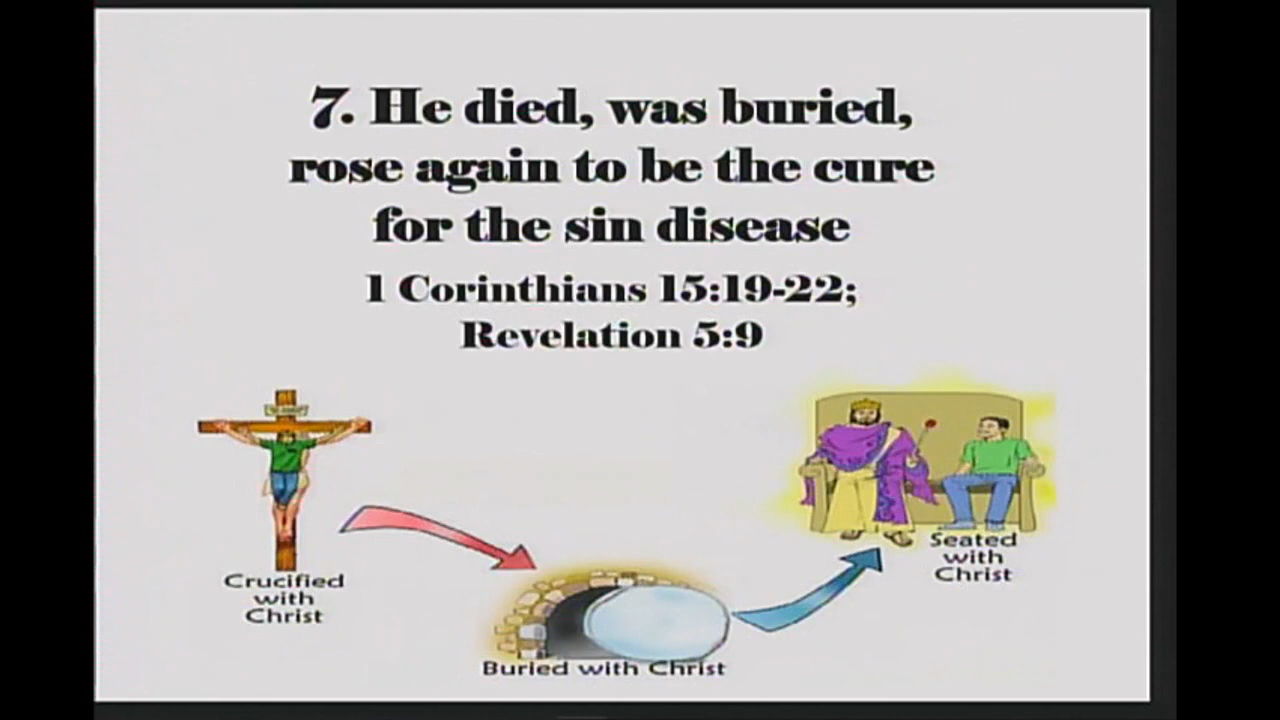 7. He died, was buried,
rose again to be the cure
for the sin disease
1 Corinthians 15:19-22;
Revelation 5:9
Crucified
with
Christ
Buried with Christ
Seated
with
Christ